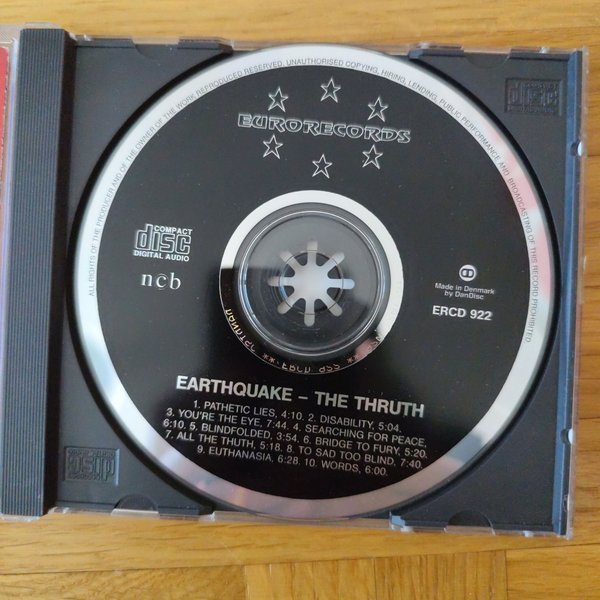 ALL RIGHTS OF THE PRODUCER AND OF THE OWNER OF THE WORK REPRODUCED RESERVED, UNAUTHORISED COPYING, HIRING, LENDING, PUBLIC PERFORMANCE AND BROADCASTING OF THIS RECORD PROHIBITED
EURORECORDS
COMPACT
disc
DIGITAL AUDIO
ncb
Made in Denmark
by DanDisc
ERCD 922
EARTHQUAKE – THE THRUTH
1. PATHETIC LIES, 4:10. 2. DISABILITY, 5:04.
3. YOU'RE THE EYE, 7:44. 4. SEARCHING FOR PEACE,
6:10. 5. BLINDFOLDED, 3:54. 6. BRIDGE TO FURY, 5:20.
7. ALL THE THUTH, 5:18. 8. TO SAD TOO BLIND, 7:40.
9. EUTHANASIA, 6:28. 10. WORDS, 6:00.
disc
disc